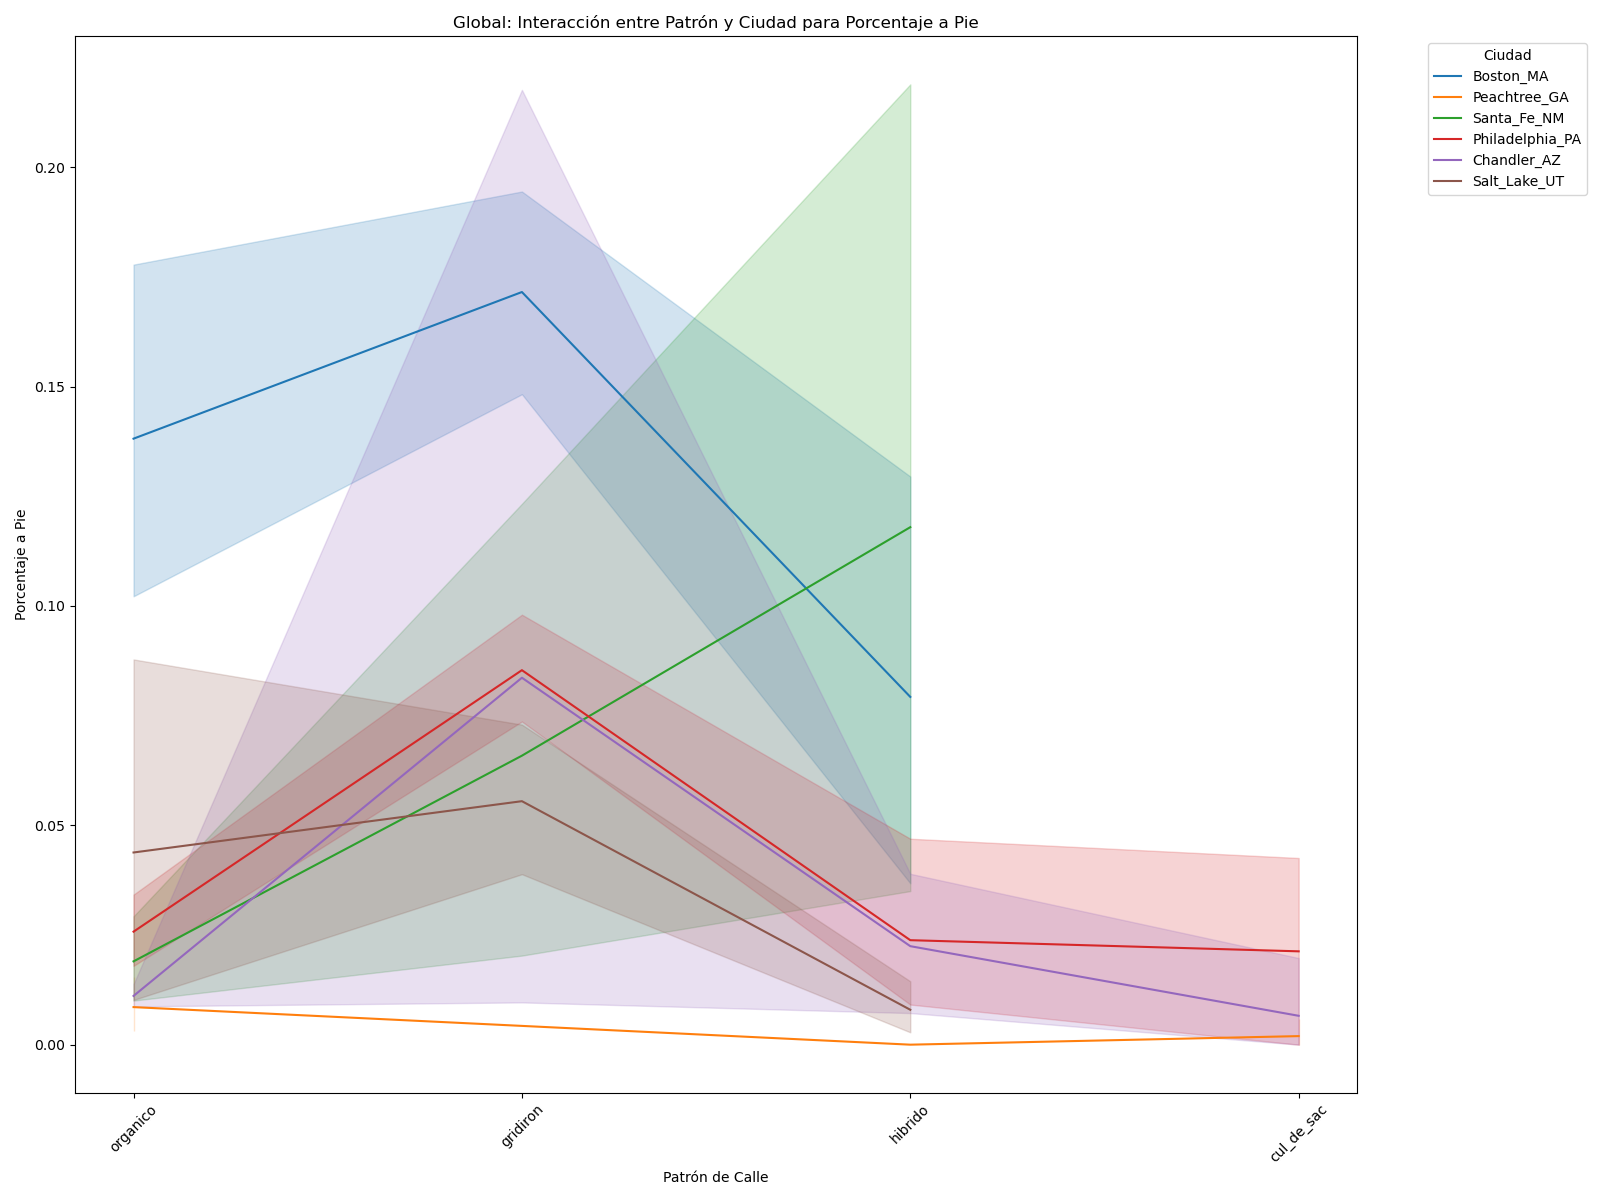 Global: Interacción entre Patrón y Ciudad para Porcentaje a Pie
Ciudad
Boston_MA
Peachtree_GA
Santa_Fe_NM
Philadelphia_PA
Chandler_AZ
Salt_Lake_UT
Porcentaje a Pie
0.20
0.15
0.10
0.05
0.00
organico
gridiron
hibrido
cul_de_sac
Patrón de Calle